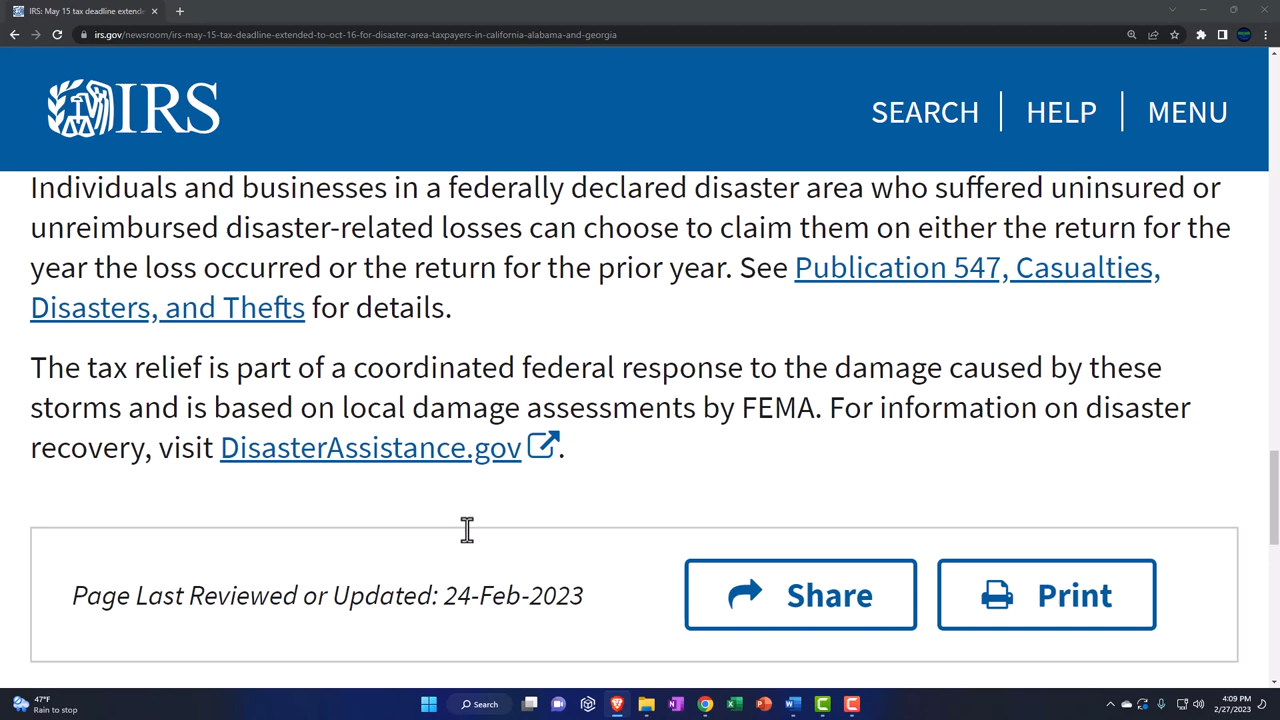 IRS: May 15 tax deadline extende
irs.gov/newsroom/irs-may-15-tax-deadline-extended-to-oct-16-for-disaster-area-taxpayers-in-california-alabama-and-georgia
IRS
SEARCH
HELP
MENU
Individuals and businesses in a federally declared disaster area who suffered uninsured or
unreimbursed disaster-related losses can choose to claim them on either the return for the
year the loss occurred or the return for the prior year. See Publication 547, Casualties,
Disasters, and Thefts for details.
The tax relief is part of a coordinated federal response to the damage caused by these
storms and is based on local damage assessments by FEMA. For information on disaster
recovery, visit DisasterAssistance.gov.
Page Last Reviewed or Updated: 24-Feb-2023
Share
Print
47°F
Rain to stop
Search
4:09 PM
2/27/2023